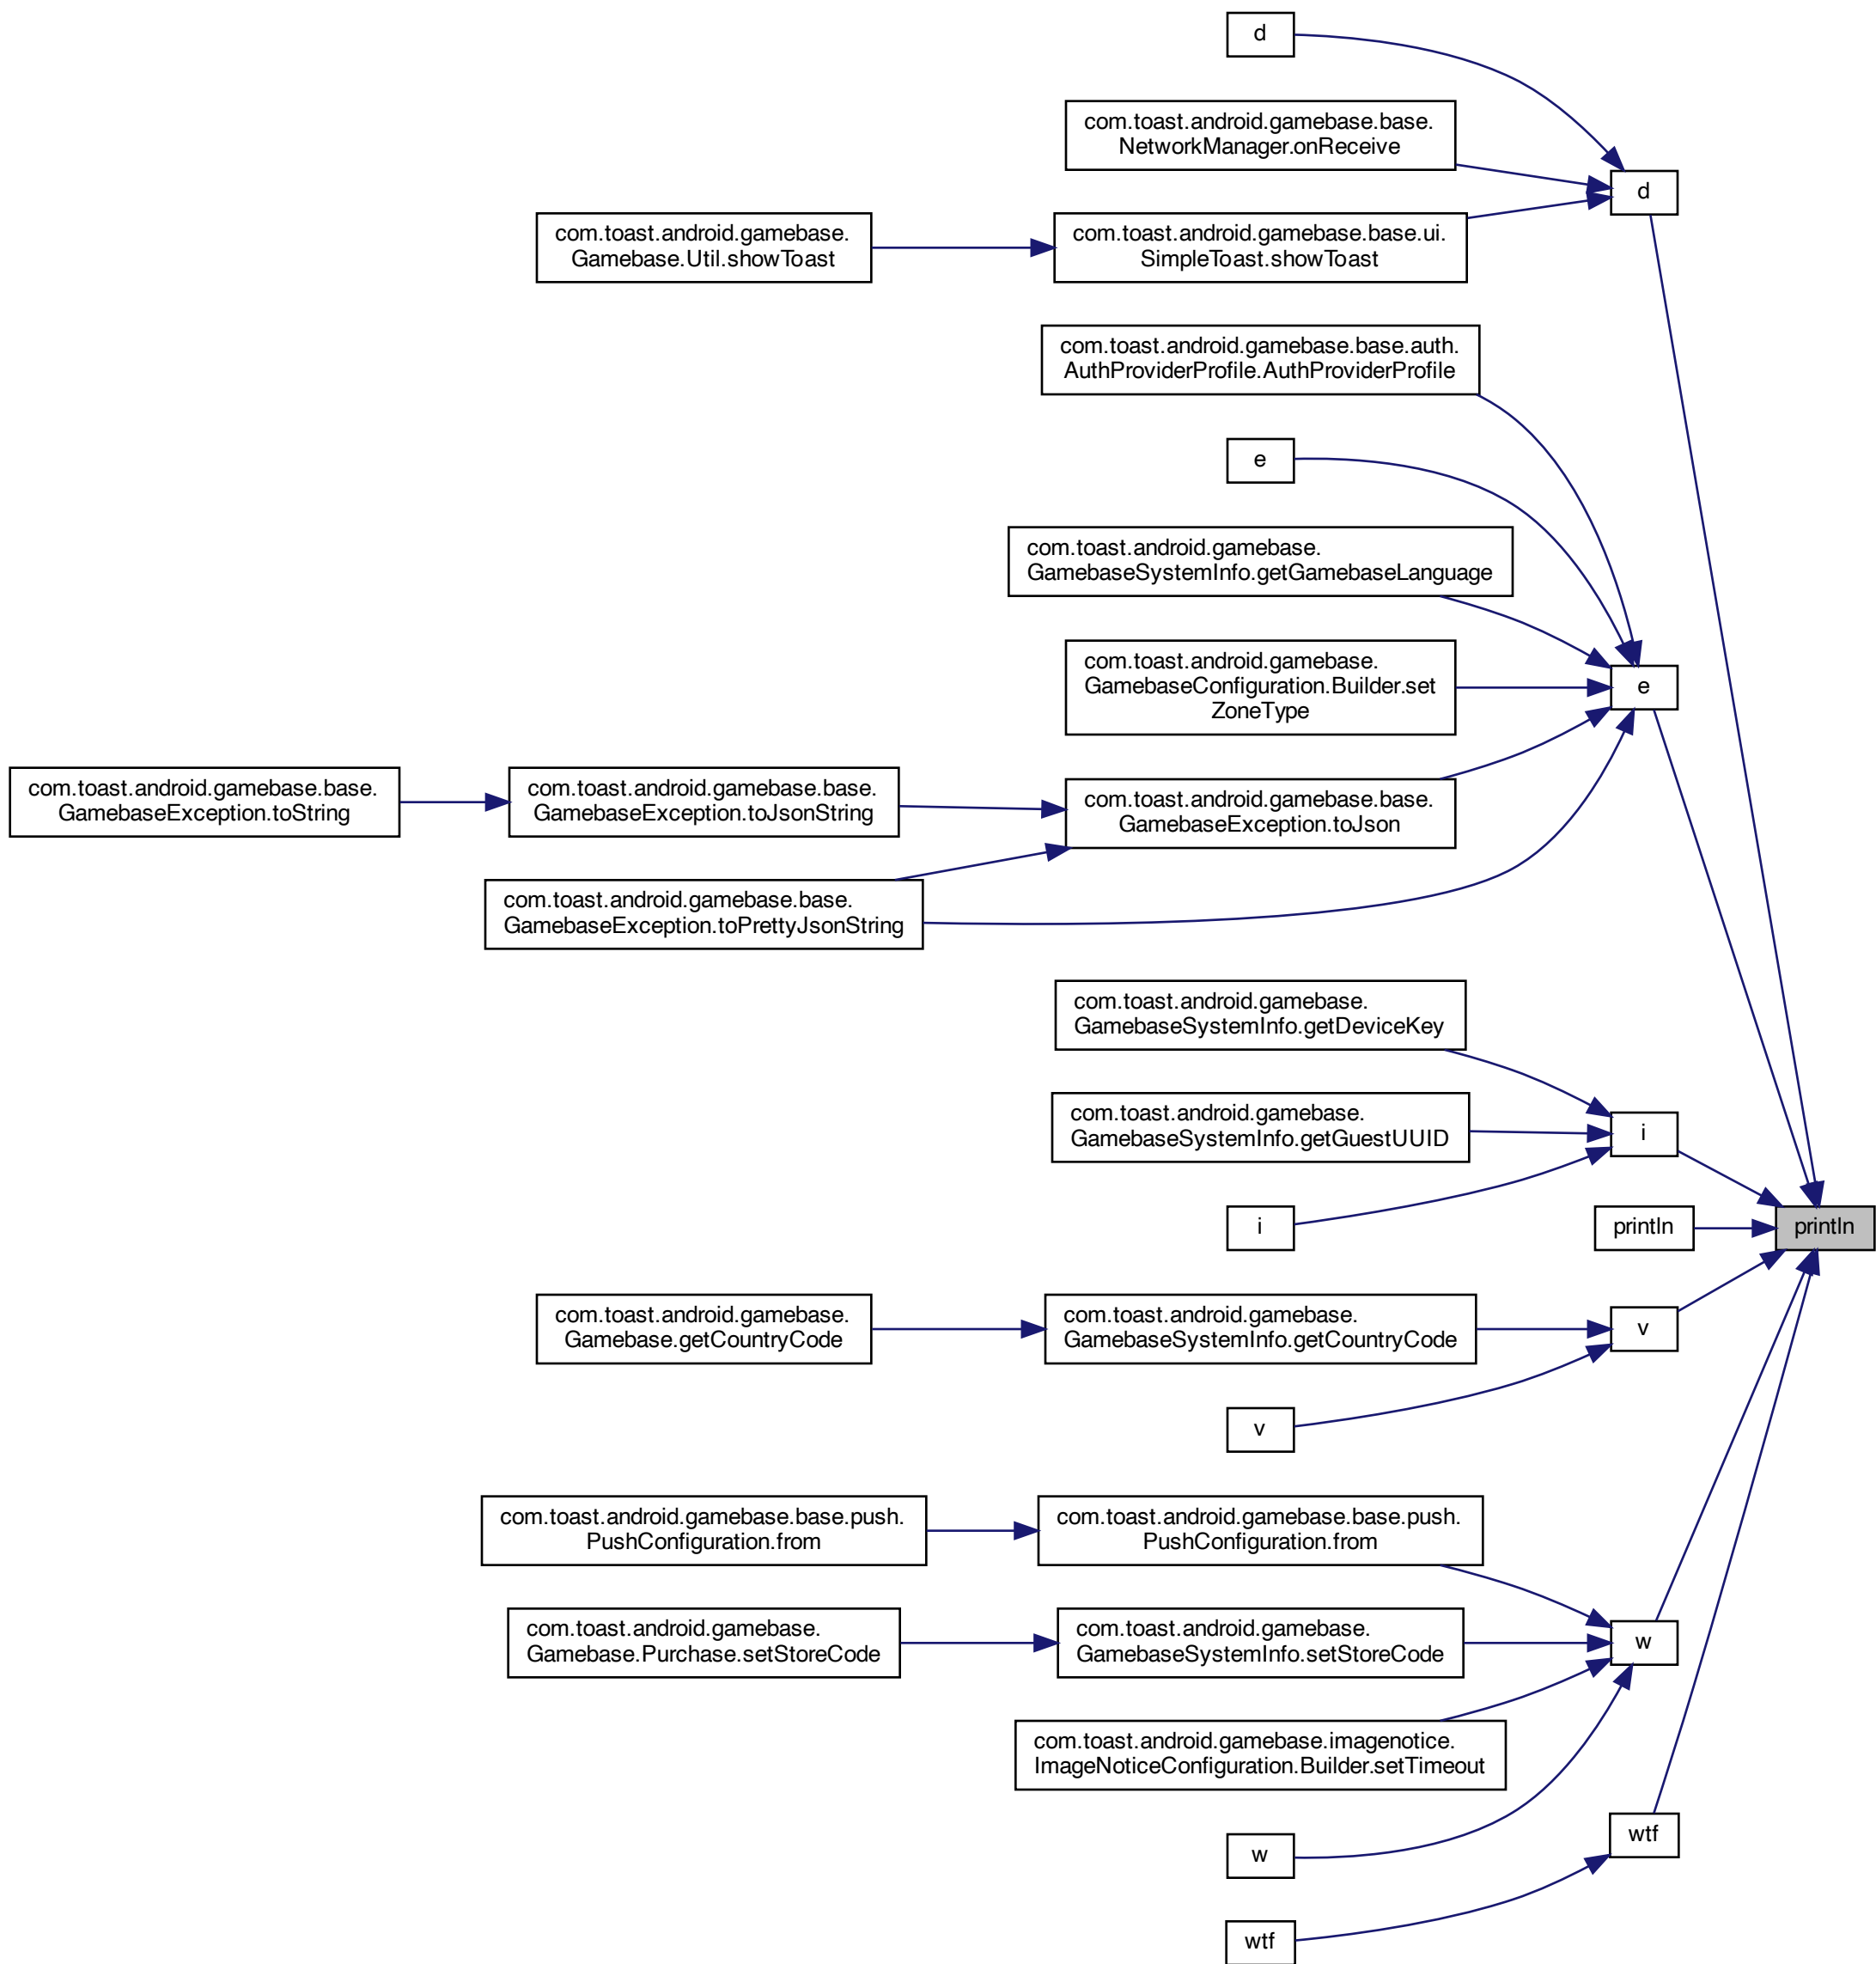 d
com.toast.android.gamebase.base.
NetworkManager.onReceive
d
com.toast.android.gamebase.
Gamebase.Util.showToast
com.toast.android.gamebase.base.ui.
SimpleToast.showToast
com.toast.android.gamebase.base.auth.
AuthProviderProfile.AuthProviderProfile
e
com.toast.android.gamebase.
GamebaseSystemInfo.getGamebaseLanguage
com.toast.android.gamebase.
GamebaseConfiguration.Builder.set
ZoneType
e
com.toast.android.gamebase.base.
GamebaseException.toString
com.toast.android.gamebase.base.
GamebaseException.toJsonString
com.toast.android.gamebase.base.
GamebaseException.toJson
com.toast.android.gamebase.base.
GamebaseException.toPrettyJsonString
com.toast.android.gamebase.
GamebaseSystemInfo.getDeviceKey
com.toast.android.gamebase.
GamebaseSystemInfo.getGuestUUID
i
i
println
println
com.toast.android.gamebase.
Gamebase.getCountryCode
com.toast.android.gamebase.
GamebaseSystemInfo.getCountryCode
v
v
com.toast.android.gamebase.base.push.
PushConfiguration.from
com.toast.android.gamebase.base.push.
PushConfiguration.from
com.toast.android.gamebase.
Gamebase.Purchase.setStoreCode
com.toast.android.gamebase.
GamebaseSystemInfo.setStoreCode
w
com.toast.android.gamebase.imagenotice.
ImageNoticeConfiguration.Builder.setTimeout
w
wtf
wtf